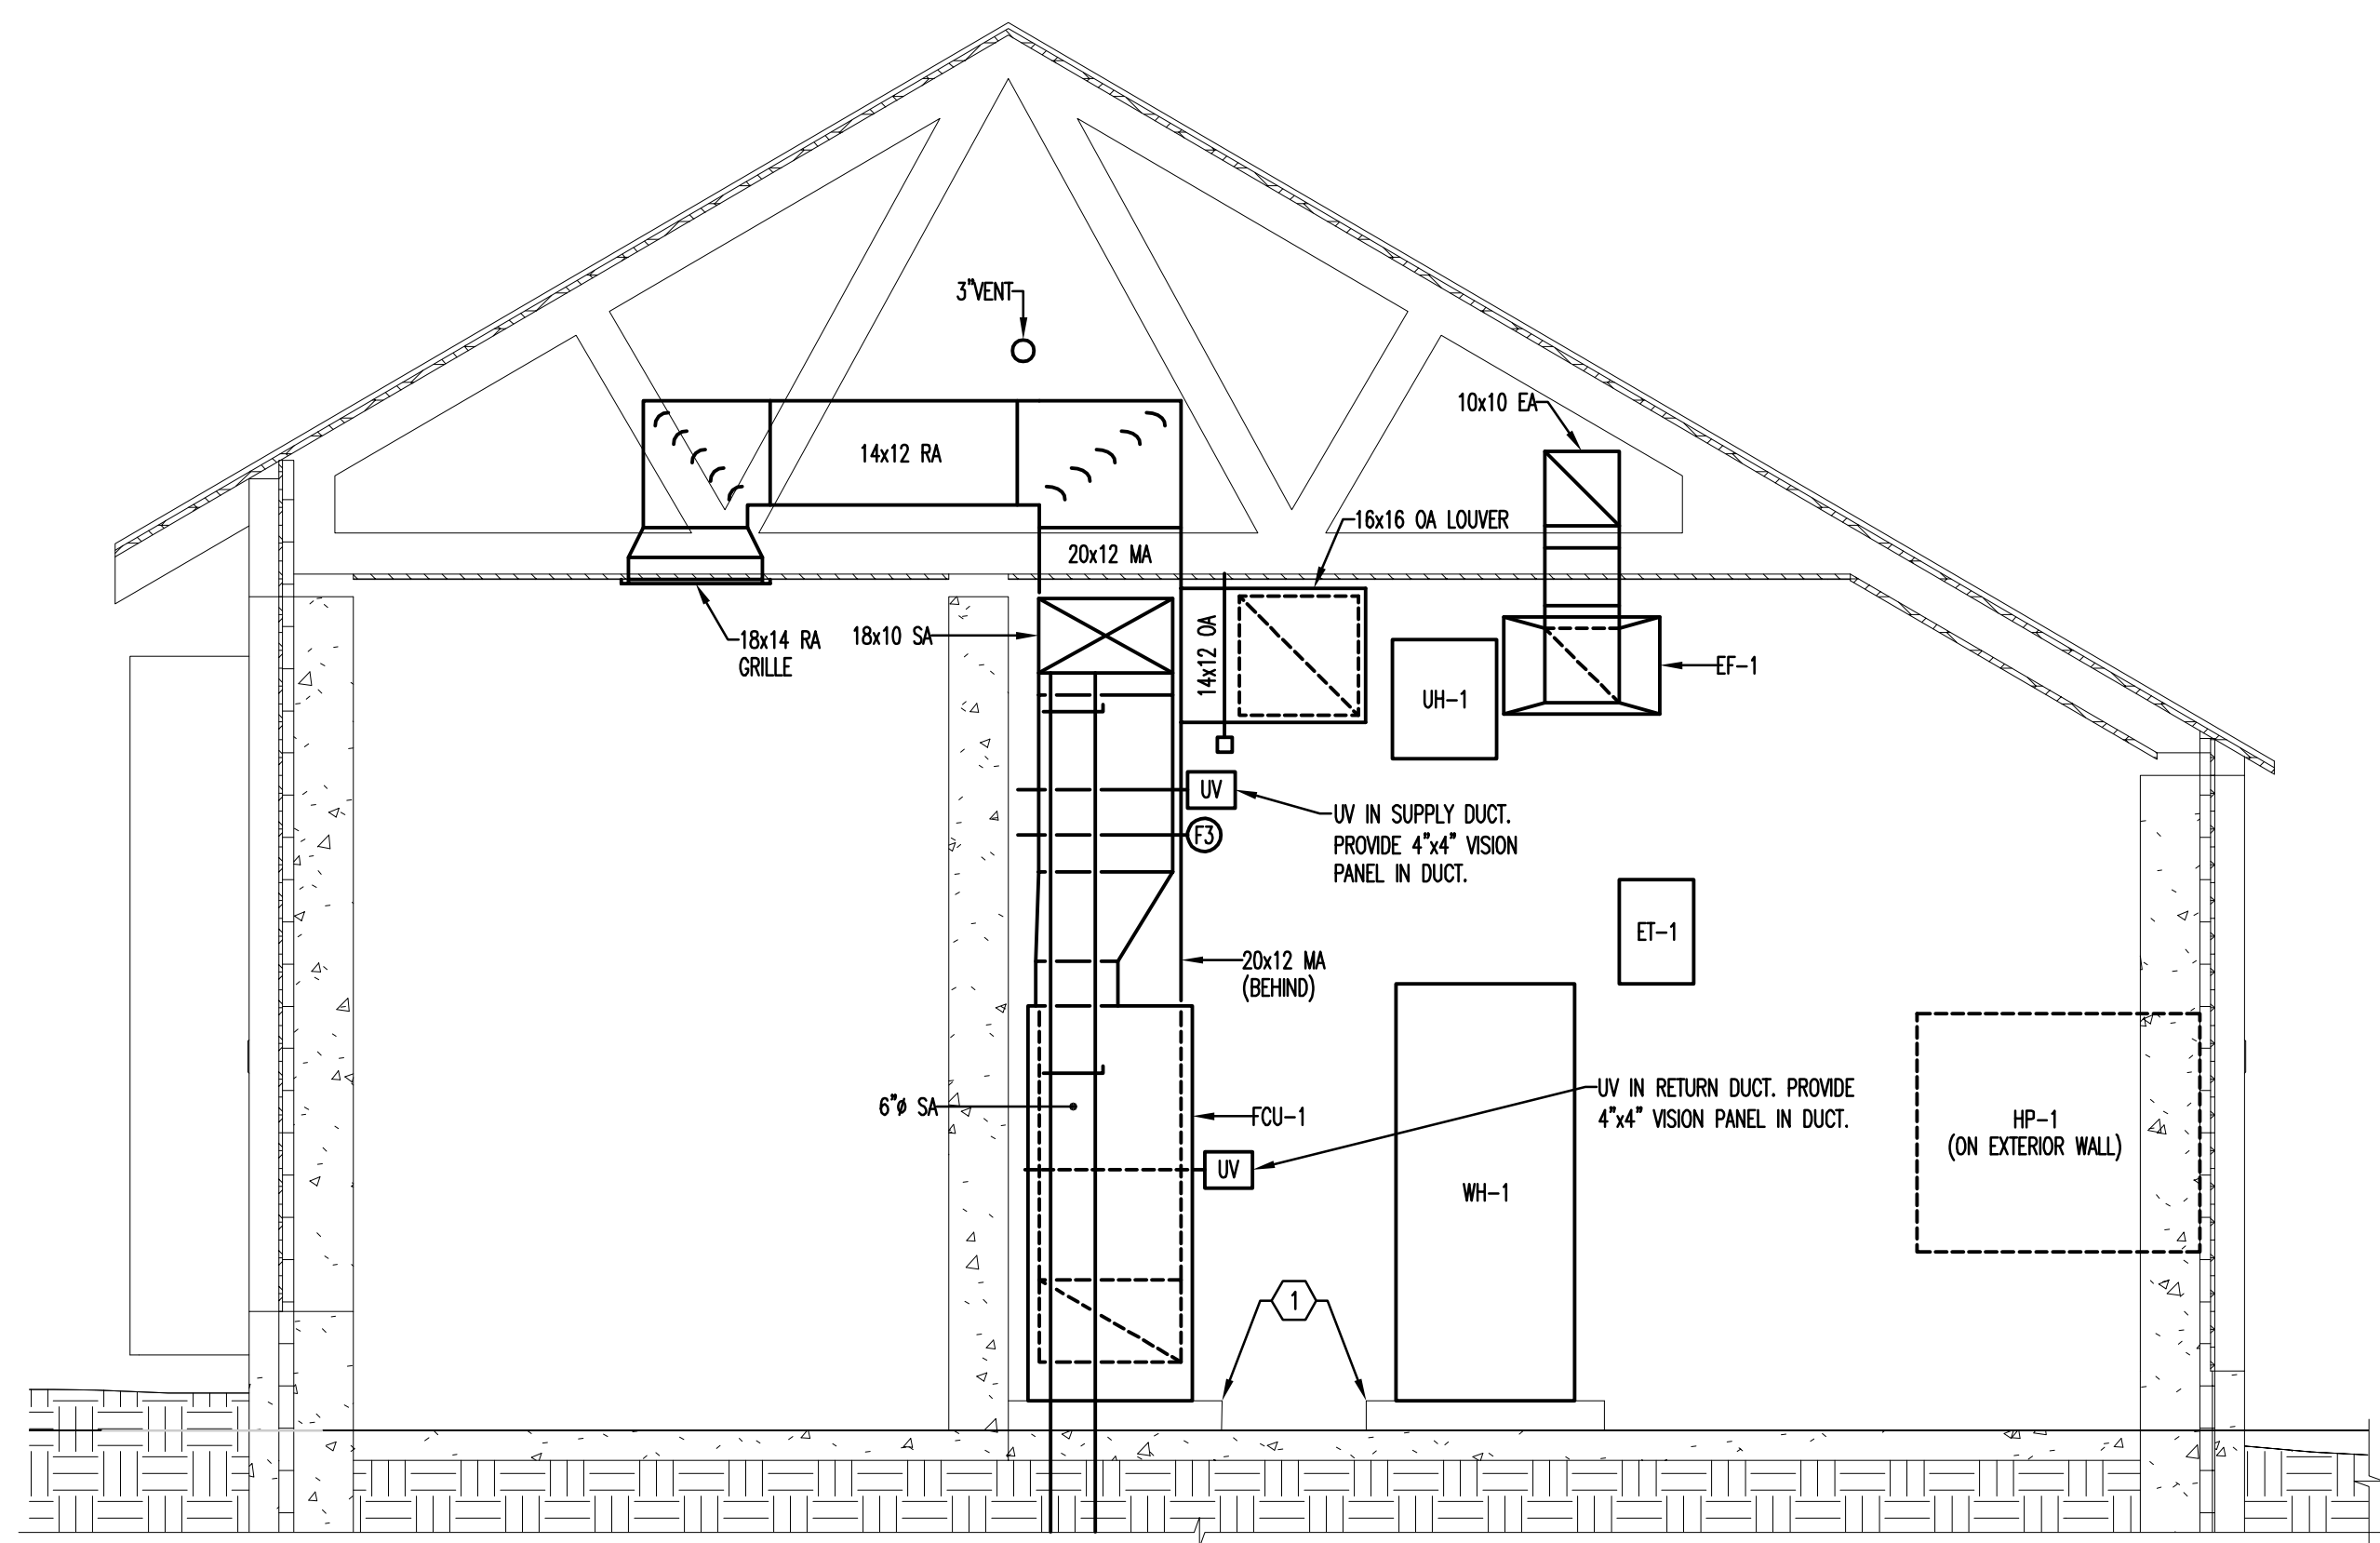 3"VENT
10x10 EA
14x12 RA
16x16 OA LOUVER
20x12 MA
18x14 RA
GRILLE
18x10 SA
14x12 OA
UH-1
EF-1
UV
UV IN SUPPLY DUCT.
PROVIDE 4"x4" VISION
PANEL IN DUCT.
F3
ET-1
20x12 MA
(BEHIND)
6"ø SA
FCU-1
UV IN RETURN DUCT. PROVIDE
4"x4" VISION PANEL IN DUCT.
HP-1
(ON EXTERIOR WALL)
UV
WH-1
1